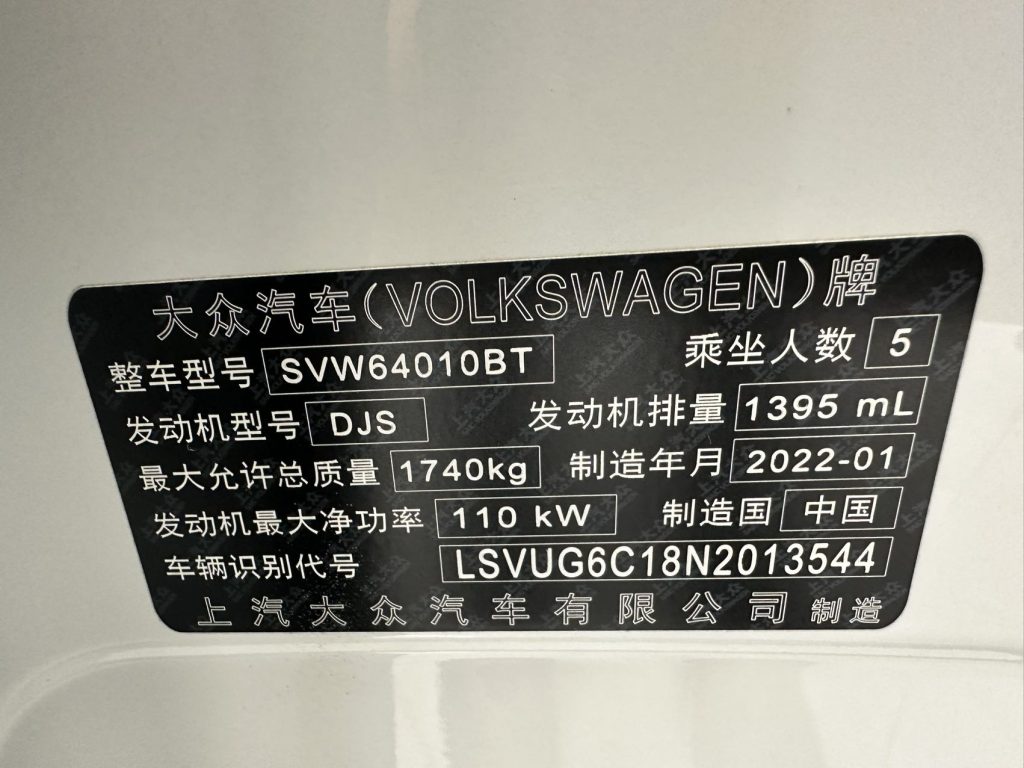 大众汽车(VOLKSWAGEN)牌
整车型号 SVW64010BT 乘坐人数 5
发动机型号 DJS 发动机排量 1395 mL
最大允许总质量 1740kg 制造年月 2022-01
发动机最大净功率 110 kW 制造国 中国
车辆识别代号 LSVUG6C18N2013544
上汽大众汽车有限公司 制造